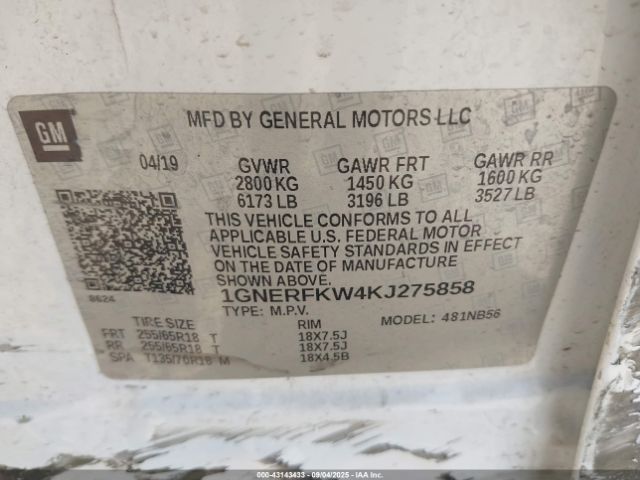 GM
MFD BY GENERAL MOTORS LLC
04/19 GVWR GAWR FRT GAWR RR
2800 KG 1450 KG 1600 KG
6173 LB 3196 LB 3527 LB
THIS VEHICLE CONFORMS TO ALL
APPLICABLE U.S. FEDERAL MOTOR
VEHICLE SAFETY STANDARDS IN EFFECT
ON THE DATE OF MANUFACTURE
SHOWN ABOVE.
8624
1GNERFKW4KJ275858
TYPE: M.P.V. MODEL: 481NB56
TIRE SIZE RIM
FRT 255/65R18 T 18X7.5J
RR 255/65R18 T 18X7.5J
SPA T135/70R18 M 18X4.5B
000-43143433 - 09/04/2025 - IAAI.COM